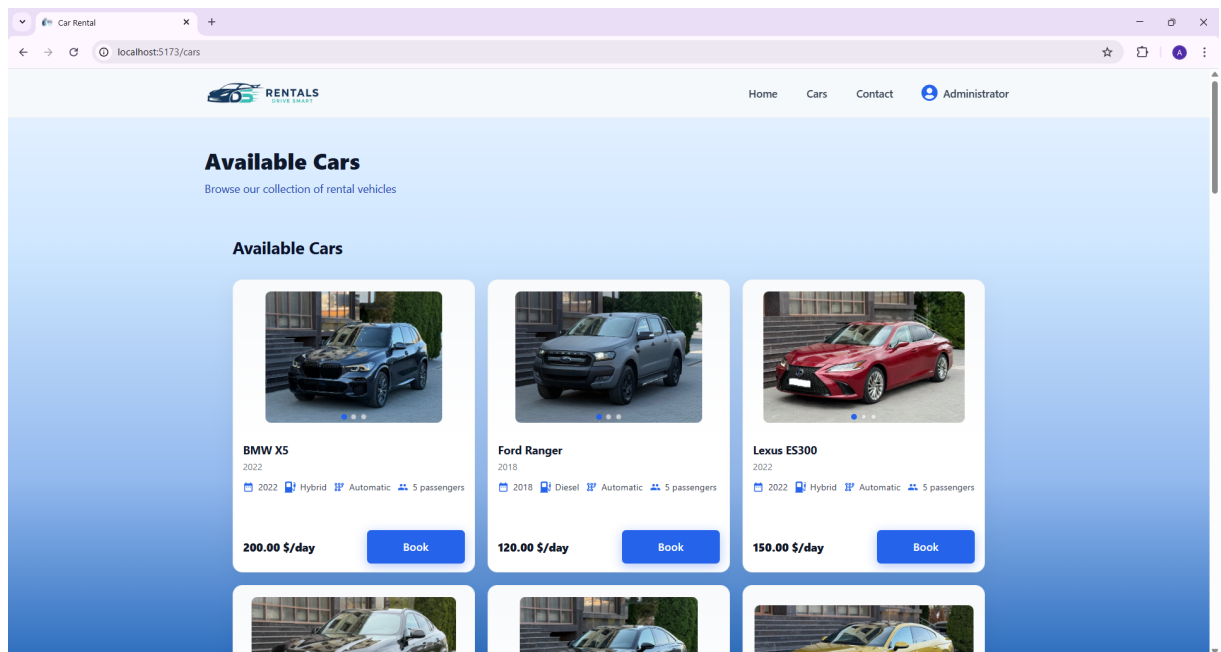 Car Rental
localhost:5173/cars
RENTALS
DRIVE SMART
Home Cars Contact Administrator
A
Available Cars
Browse our collection of rental vehicles
Available Cars
BMW X5
2022
2022 Hybrid Automatic 5 passengers
200.00 $/day Book
Ford Ranger
2018
2018 Diesel Automatic 5 passengers
120.00 $/day Book
Lexus ES300
2022
2022 Hybrid Automatic 5 passengers
150.00 $/day Book